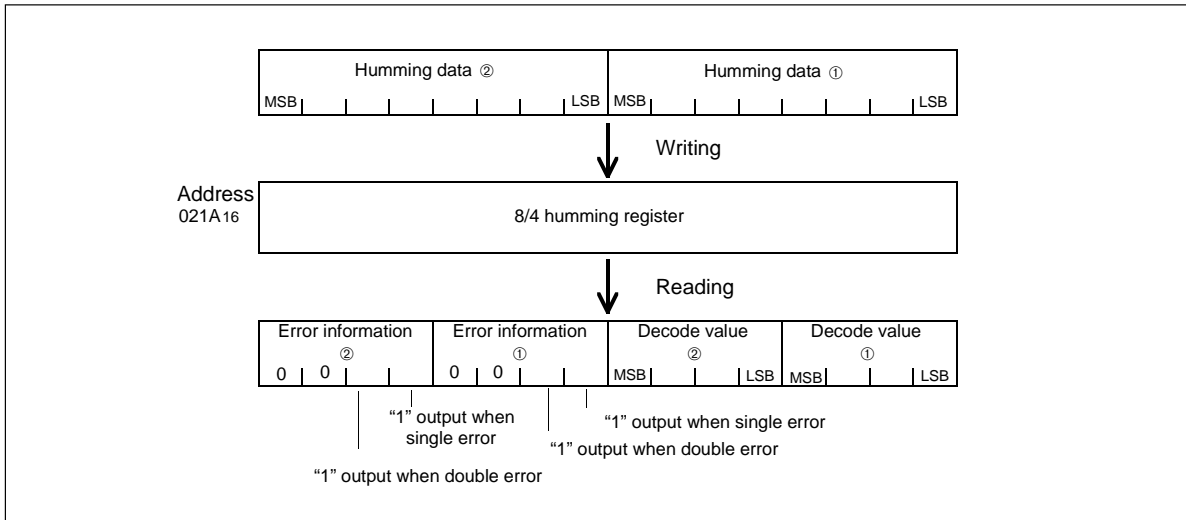 Humming data ② Humming data ①
MSB LSB MSB LSB
Writing
Address
021A16 8/4 humming register
Reading
Error information Error information Decode value Decode value
② ① ② ①
0 0 0 0 MSB LSB MSB LSB
“1” output when “1” output when single error
single error “1” output when double error
“1” output when double error